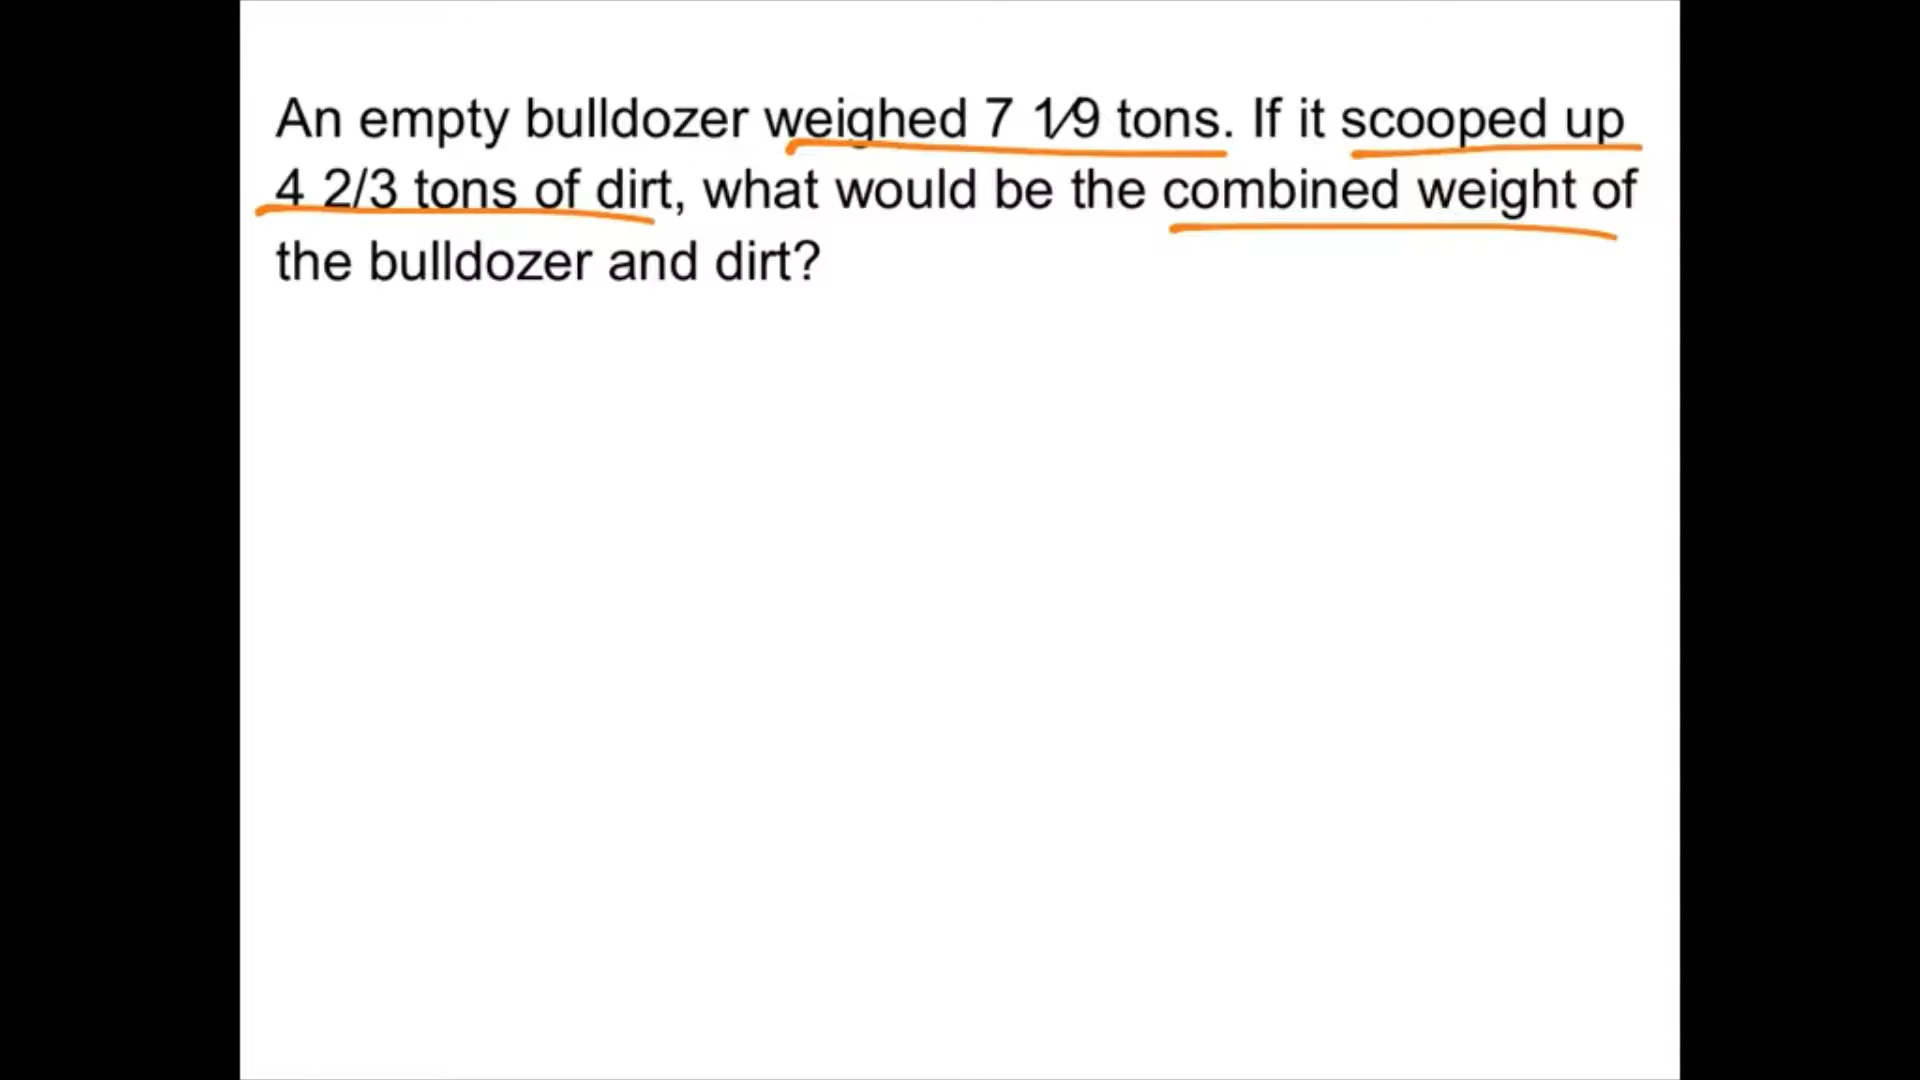 An empty bulldozer weighed 7 1⁄9 tons. If it scooped up
4 2/3 tons of dirt, what would be the combined weight of
the bulldozer and dirt?